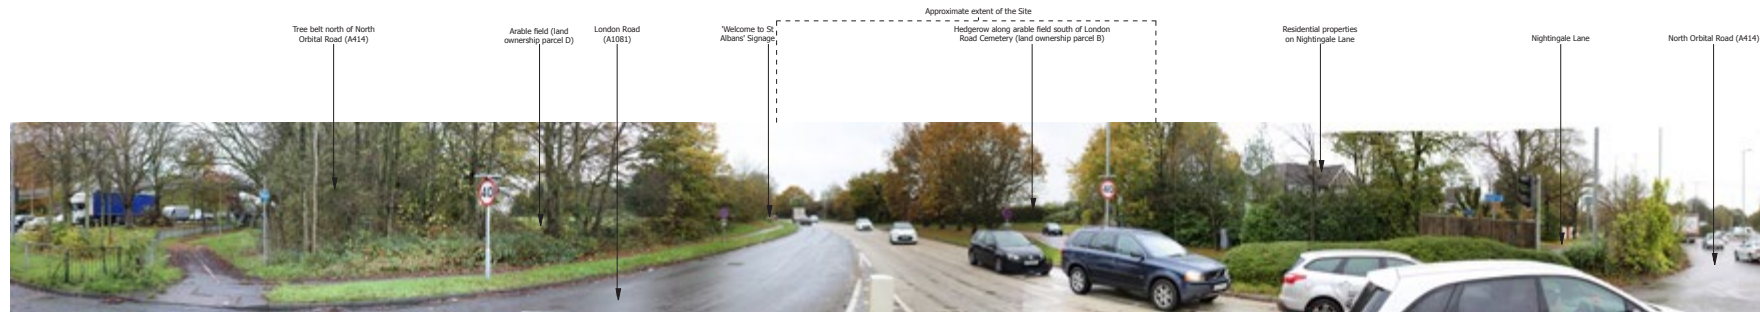 Approximate extent of the Site
Tree belt north of North
Orbital Road (A414)
Arable field (land
ownership parcel D)
London Road
(A1081)
'Welcome to St
Albans' Signage
Hedgerow along arable field south of London
Road Cemetery (land ownership parcel B)
Residential properties
on Nightingale Lane
Nightingale Lane
North Orbital Road (A414)
40
40